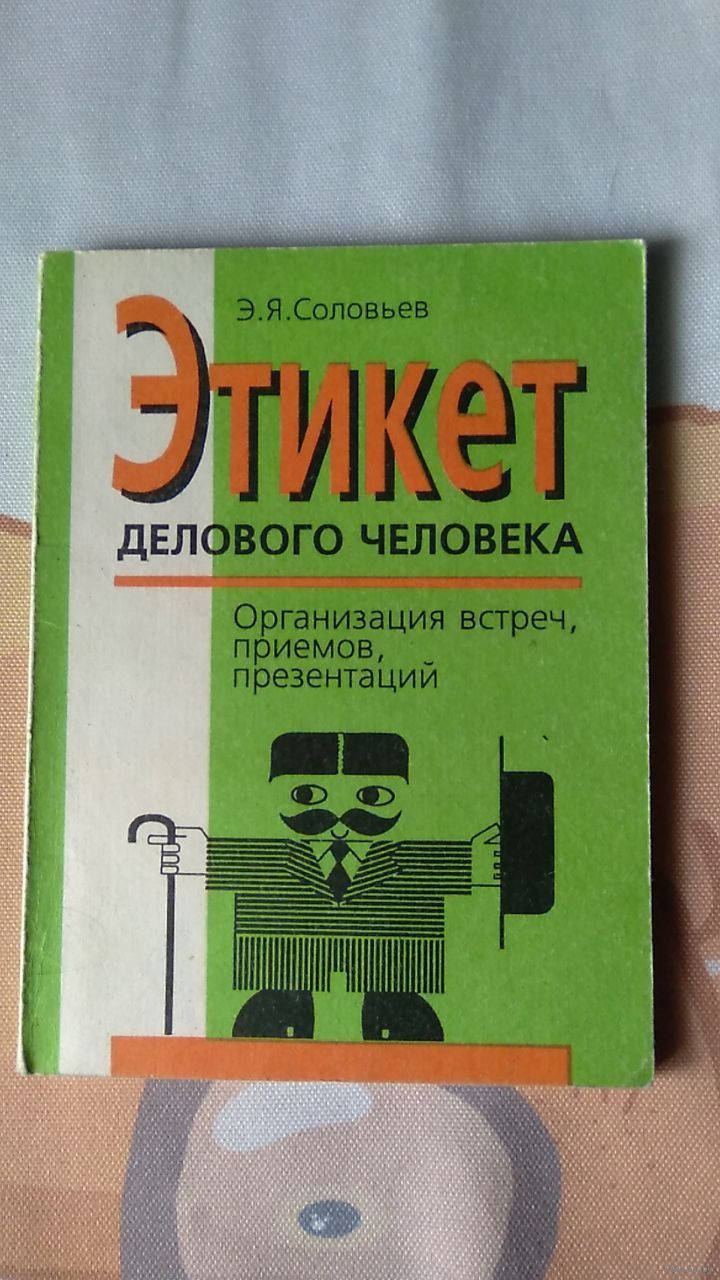 Э.Я.Соловьев
Этикет
ДЕЛОВОГО ЧЕЛОВЕКА
Организация встреч,
приемов,
презентаций